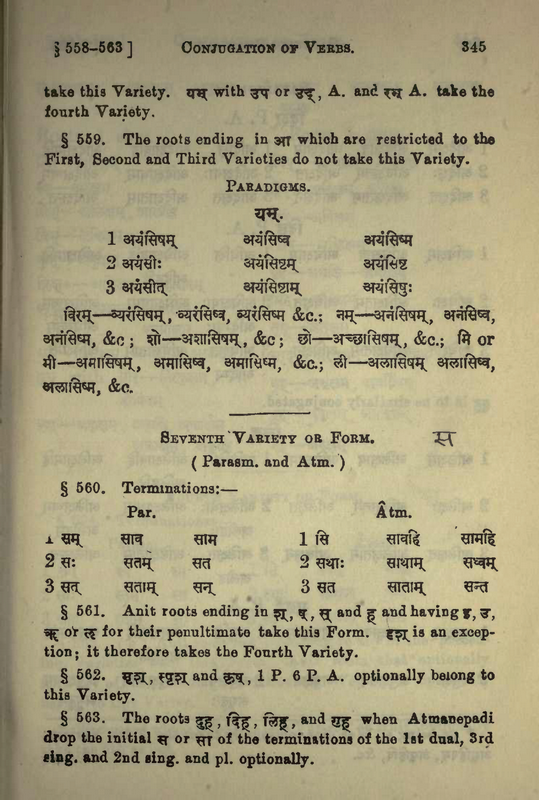 § 558-563 ] CONJUGATION OF VERBS. 345
take this Variety. यम् with उप or उद्, A. and रभ् A. take the
fourth Variety.
§ 559. The roots ending in आ which are restricted to the
First, Second and Third Varieties do not take this Variety.
PARADIGMS.
यम्.
1 अयंसिषम् अयंसिष्व अयंसिष्म
2 अयंसीः अयंसिष्टम् अयंसिष्ट
3 अयंसीत् अयंसिष्टाम् अयंसिषुः
विरम्—व्यरंसिषम्, व्यरंसिष्व, व्यरंसिष्म &c.; नम्—अनंसिषम्, अनंसिष्व,
अनंसिष्म, &c ; शो—अशासिषम्, &c ; छो—अच्छासिषम्, &c.; मि or
मी—अमासिषम्, अमासिष्व, अमासिष्म, &c.; ली—अलासिषम् अलासिष्व,
अलासिष्म, &c.
SEVENTH VARIETY OR FORM. स
( Parasm. and Atm. )
§ 560. Terminations:—
Par. Âtm.
1 सम् साव साम 1 सि सावहि सामहि
2 सः सतम् सत 2 सथाः साथाम् सध्वम्
3 सत् सताम् सन् 3 सत साताम् सन्त
§ 561. Anit roots ending in श्, ष्, स् and ह् and having इ, उ,
ऋ or लृ for their penultimate take this Form. दृश् is an excep-
tion; it therefore takes the Fourth Variety.
§ 562. मृश्, स्पृश् and कृष्, 1 P. 6 P. A. optionally belong to
this Variety.
§ 563. The roots दुह्, दिह्, लिह्, and गुह् when Atmanepadi
drop the initial स or सा of the terminations of the 1st dual, 3rd
sing. and 2nd sing. and pl. optionally.